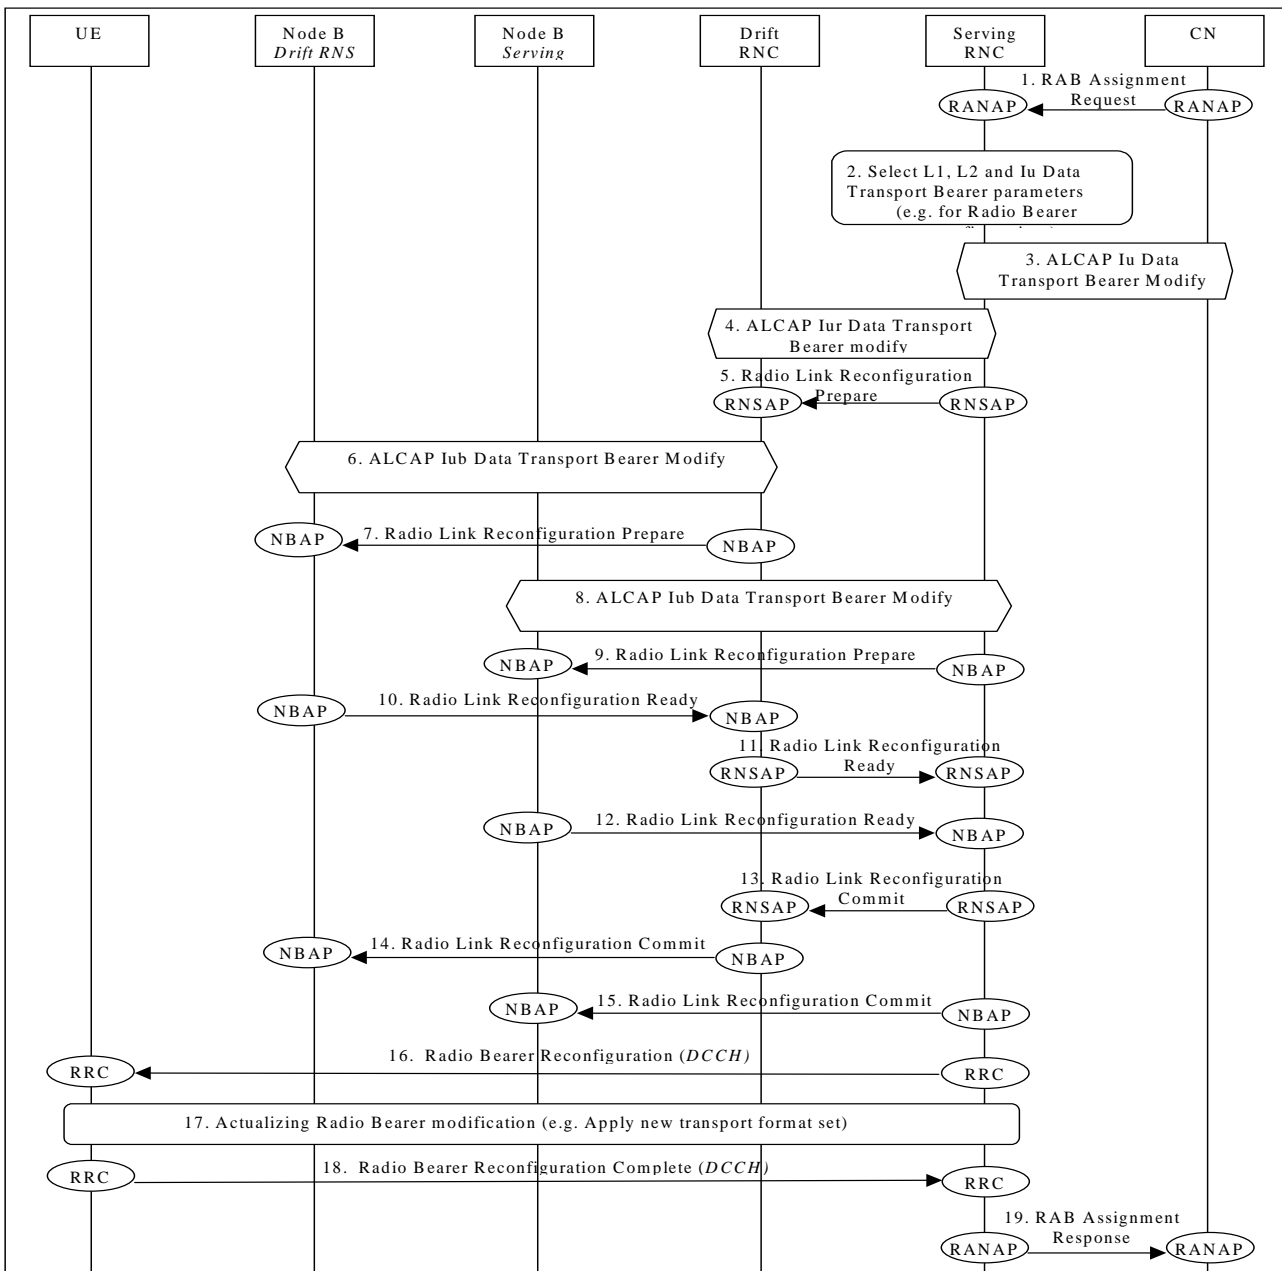 UE
Node B
Drift RNS
Node B
Serving
Drift
RNC
Serving
RNC
CN
1. RAB Assignment
Request
RANAP
RANAP
2. Select L1, L2 and Iu Data
Transport Bearer parameters
(e.g. for Radio Bearer
3. ALCAP Iu Data
Transport Bearer Modify
4. ALCAP Iur Data Transport
Bearer modify
5. Radio Link Reconfiguration
Prepare
RNSAP
RNSAP
6. ALCAP Iub Data Transport Bearer Modify
NBAP
7. Radio Link Reconfiguration Prepare
NBAP
8. ALCAP Iub Data Transport Bearer Modify
NBAP
9. Radio Link Reconfiguration Prepare
NBAP
NBAP
10. Radio Link Reconfiguration Ready
NBAP
11. Radio Link Reconfiguration
Ready
RNSAP
RNSAP
NBAP
12. Radio Link Reconfiguration Ready
NBAP
13. Radio Link Reconfiguration
Commit
RNSAP
RNSAP
NBAP
14. Radio Link Reconfiguration Commit
NBAP
NBAP
15. Radio Link Reconfiguration Commit
NBAP
RRC
16. Radio Bearer Reconfiguration (DCCH)
RRC
17. Actualizing Radio Bearer modification (e.g. Apply new transport format set)
RRC
18. Radio Bearer Reconfiguration Complete (DCCH)
RRC
19. RAB Assignment
Response
RANAP
RANAP